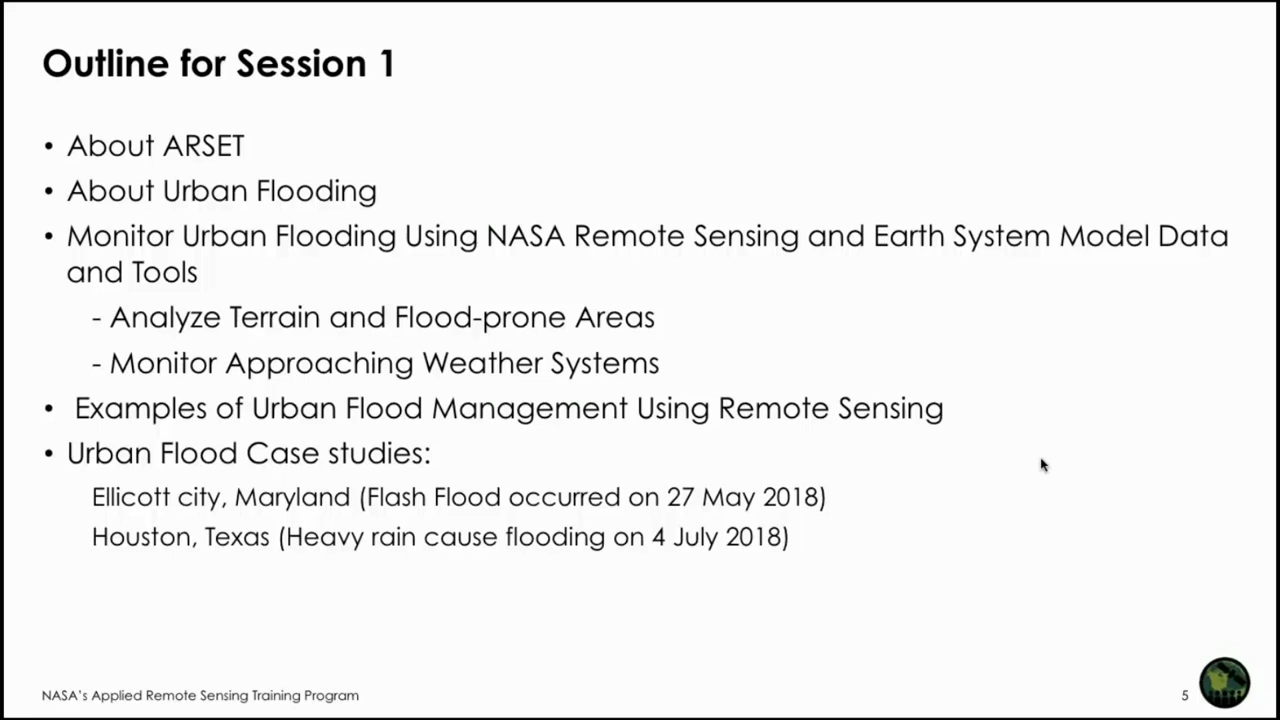 Outline for Session 1
• About ARSET
• About Urban Flooding
• Monitor Urban Flooding Using NASA Remote Sensing and Earth System Model Data
and Tools
- Analyze Terrain and Flood-prone Areas
- Monitor Approaching Weather Systems
• Examples of Urban Flood Management Using Remote Sensing
• Urban Flood Case studies:
Ellicott city, Maryland (Flash Flood occurred on 27 May 2018)
Houston, Texas (Heavy rain cause flooding on 4 July 2018)
NASA's Applied Remote Sensing Training Program
5